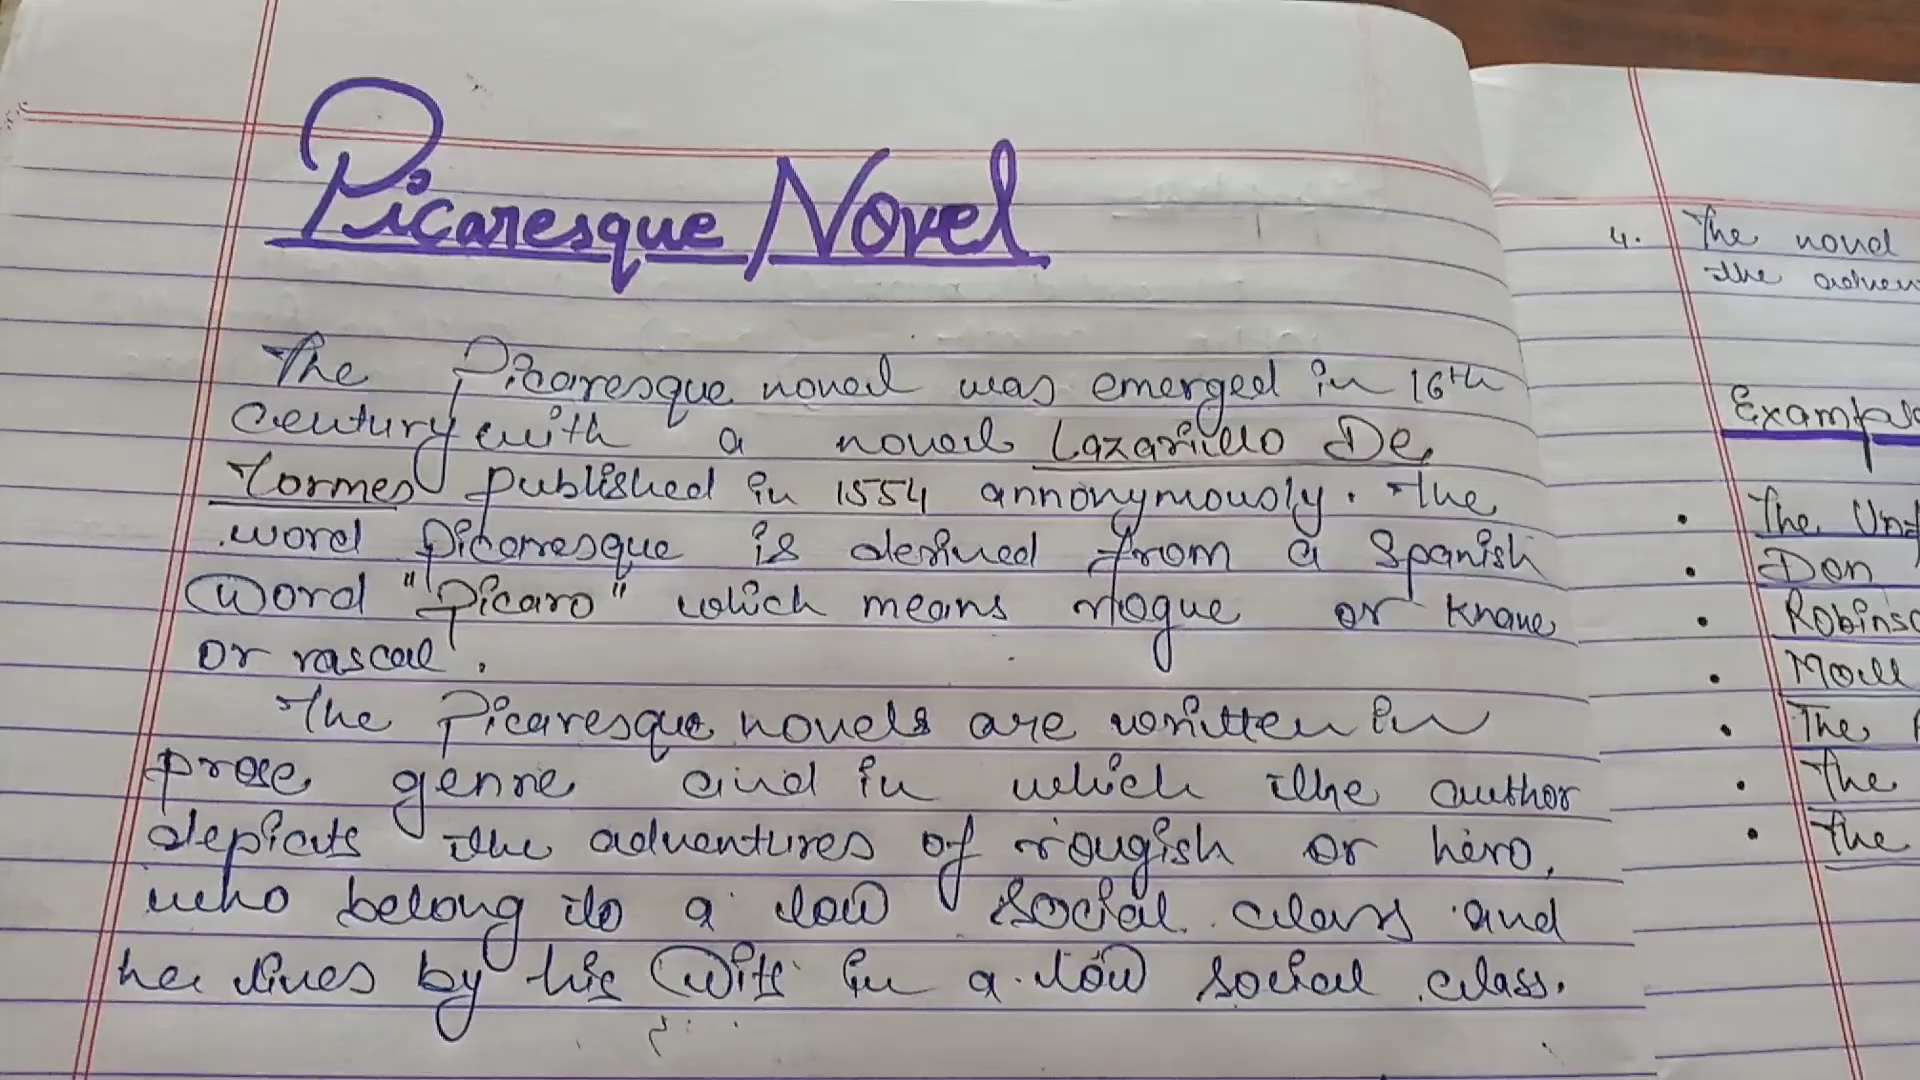 Picaresque Novel
The Picaresque novel was emerged in 16th
century with a novel Lazarillo De
Tormes published in 1554 annonymously. The
word picaresque is derived from a Spanish
word "picaro" which means rogue or knave
or rascal.
The Picaresque novels are written in
prose genre and in which the author
depicts the adventures of rougish or hero,
who belong to a low social class and
he lives by his wits in a low social class.
4. The novel
the
Examples
The
Don
Moll
The
The
The